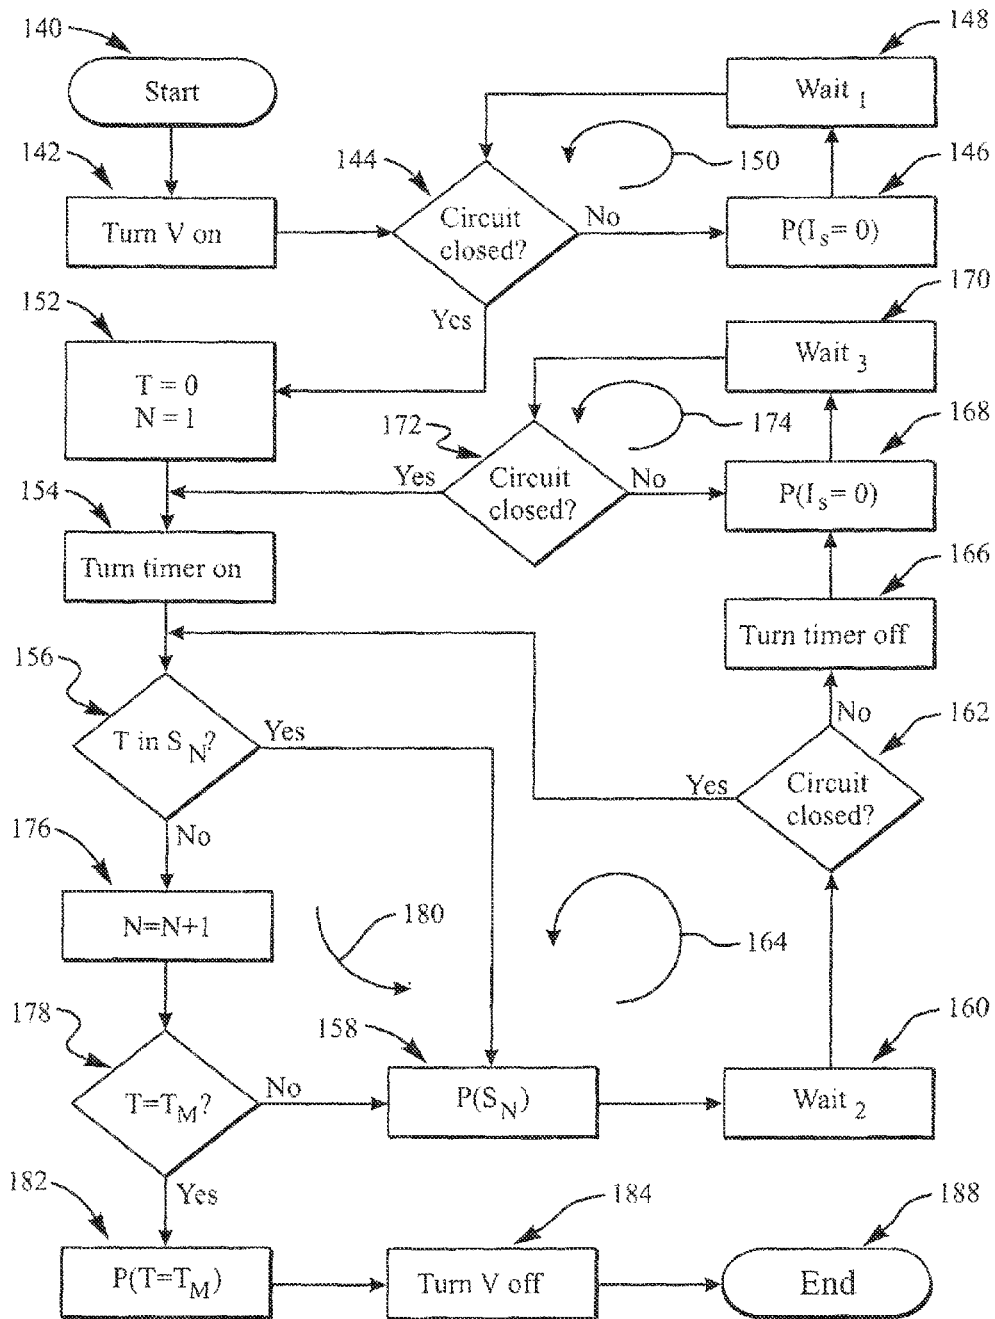 140
Start
148
Wait 1
142
Turn V on
144
Circuit
closed?
No
Yes
150
146
P(Is= 0)
152
T = 0
N = 1
170
Wait 3
172
Circuit
closed?
Yes
No
174
168
P(Is= 0)
154
Turn timer on
166
Turn timer off
156
T in SN?
Yes
No
162
Circuit
closed?
No
Yes
176
N=N+1
180
164
178
T=TM?
No
Yes
158
P(SN)
160
Wait 2
182
P(T=TM)
184
Turn V off
188
End